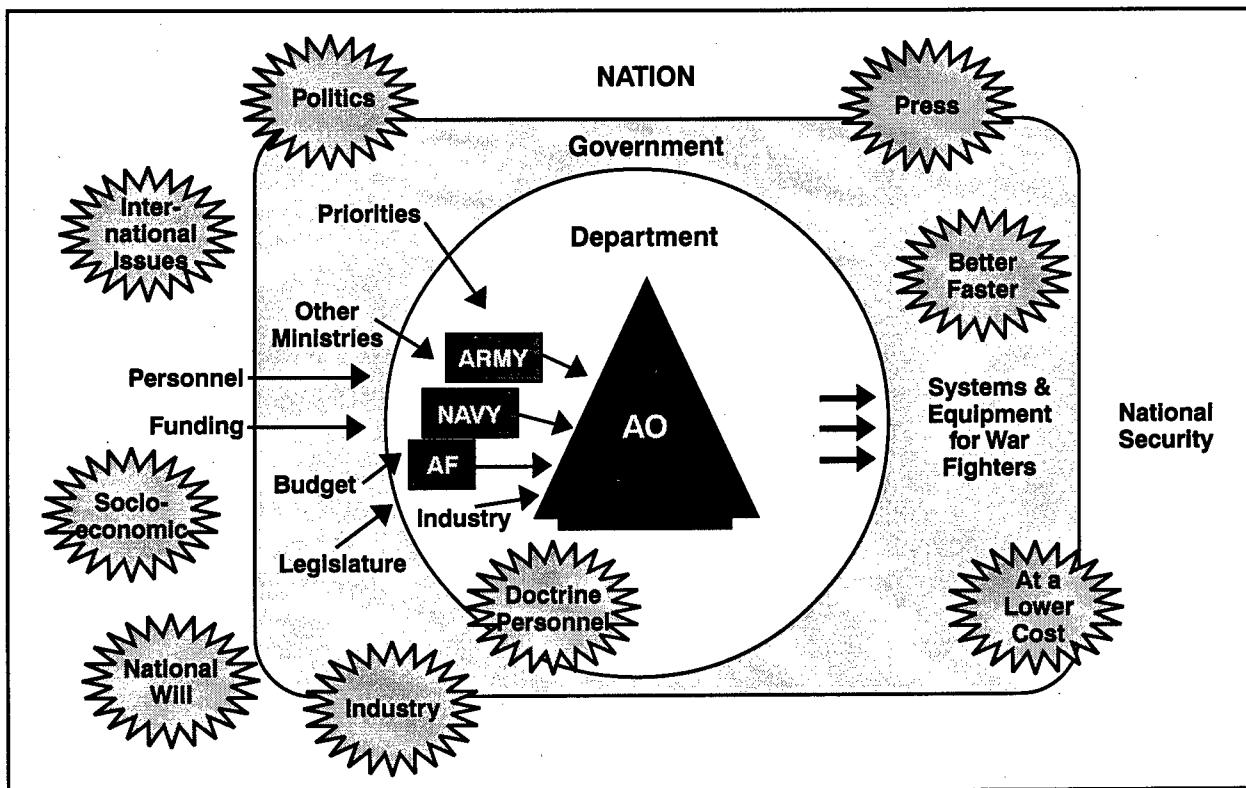 NATION
Politics
Press
Government
Inter-
national
Issues
Priorities
Department
Better
Faster
Other
Ministries
ARMY
Personnel
NAVY
Funding
AO
Systems &
Equipment
for War
Fighters
National
Security
AF
Budget
Industry
Socio-
economic
Legislature
Doctrine
Personnel
At a
Lower
Cost
National
Will
Industry